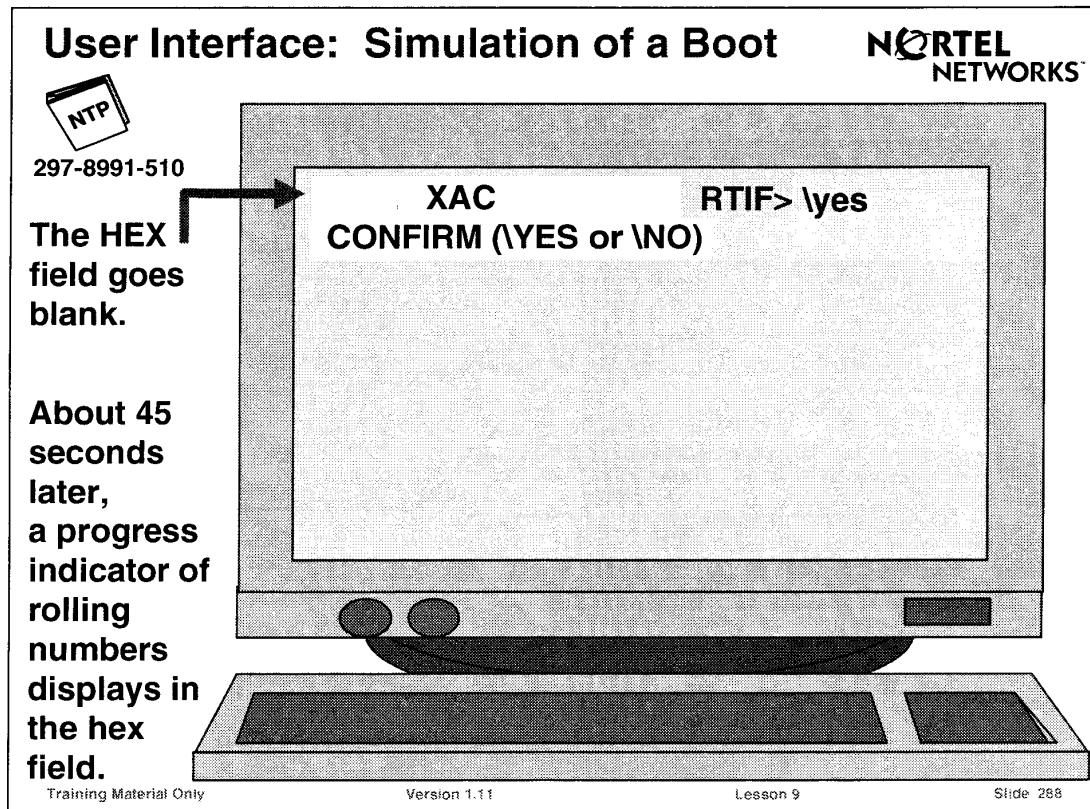 User Interface: Simulation of a Boot
NORTEL
NETWORKS™
NTP
297-8991-510
The HEX
field goes
blank.
XAC RTIF> \yes
CONFIRM (\YES or \NO)
About 45
seconds
later,
a progress
indicator of
rolling
numbers
displays in
the hex
field.
Training Material Only Version 1.11 Lesson 9 Slide 288